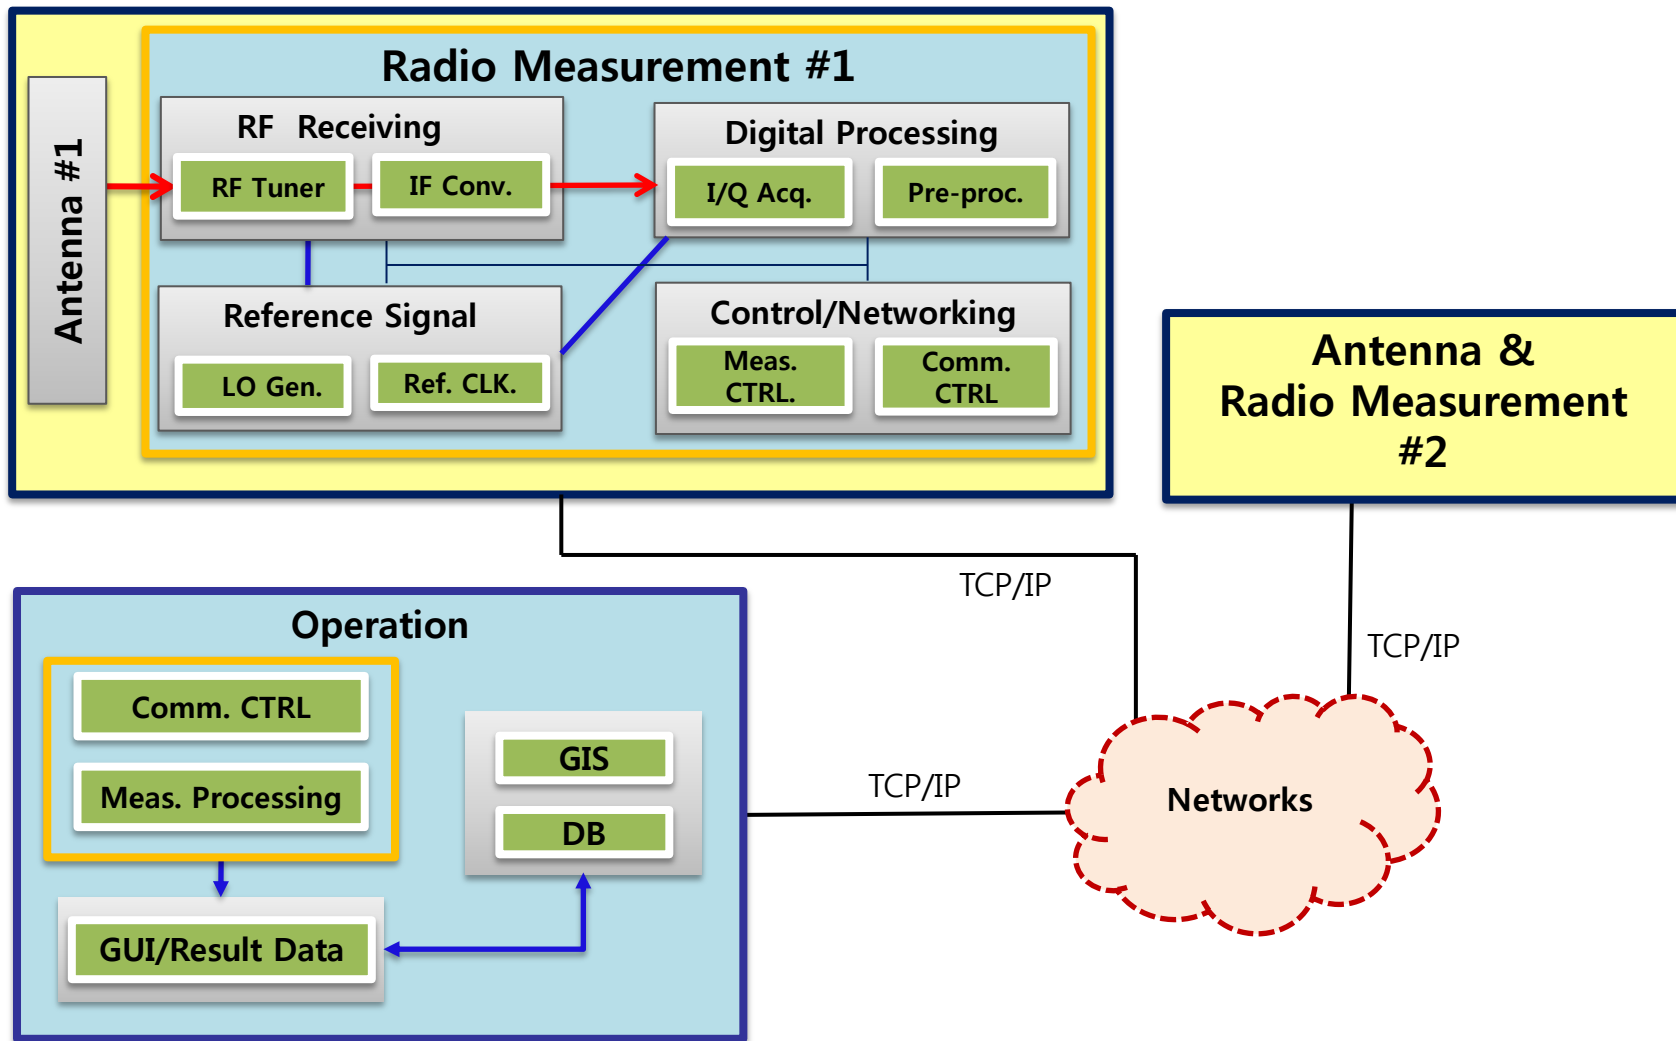 Radio Measurement #1
Antenna #1
RF Receiving
RF Tuner
IF Conv.
Digital Processing
I/Q Acq.
Pre-proc.
Reference Signal
LO Gen.
Ref. CLK.
Control/Networking
Meas.
CTRL.
Comm.
CTRL
Antenna &
Radio Measurement
#2
TCP/IP
TCP/IP
Operation
Comm. CTRL
Meas. Processing
GIS
DB
GUI/Result Data
TCP/IP
Networks